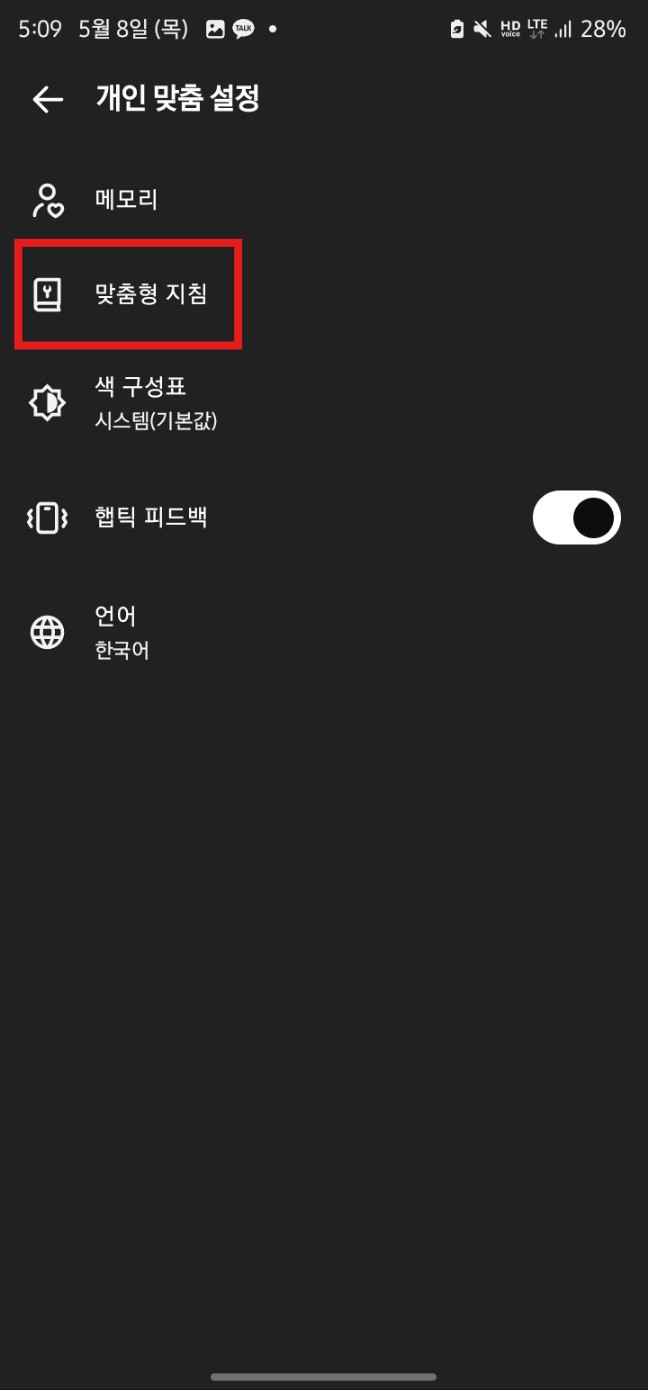 5:09 5월 8일 (목) TALK HD voice LTE 28%
개인 맞춤 설정
메모리
맞춤형 지침
색 구성표
시스템(기본값)
햅틱 피드백
언어
한국어